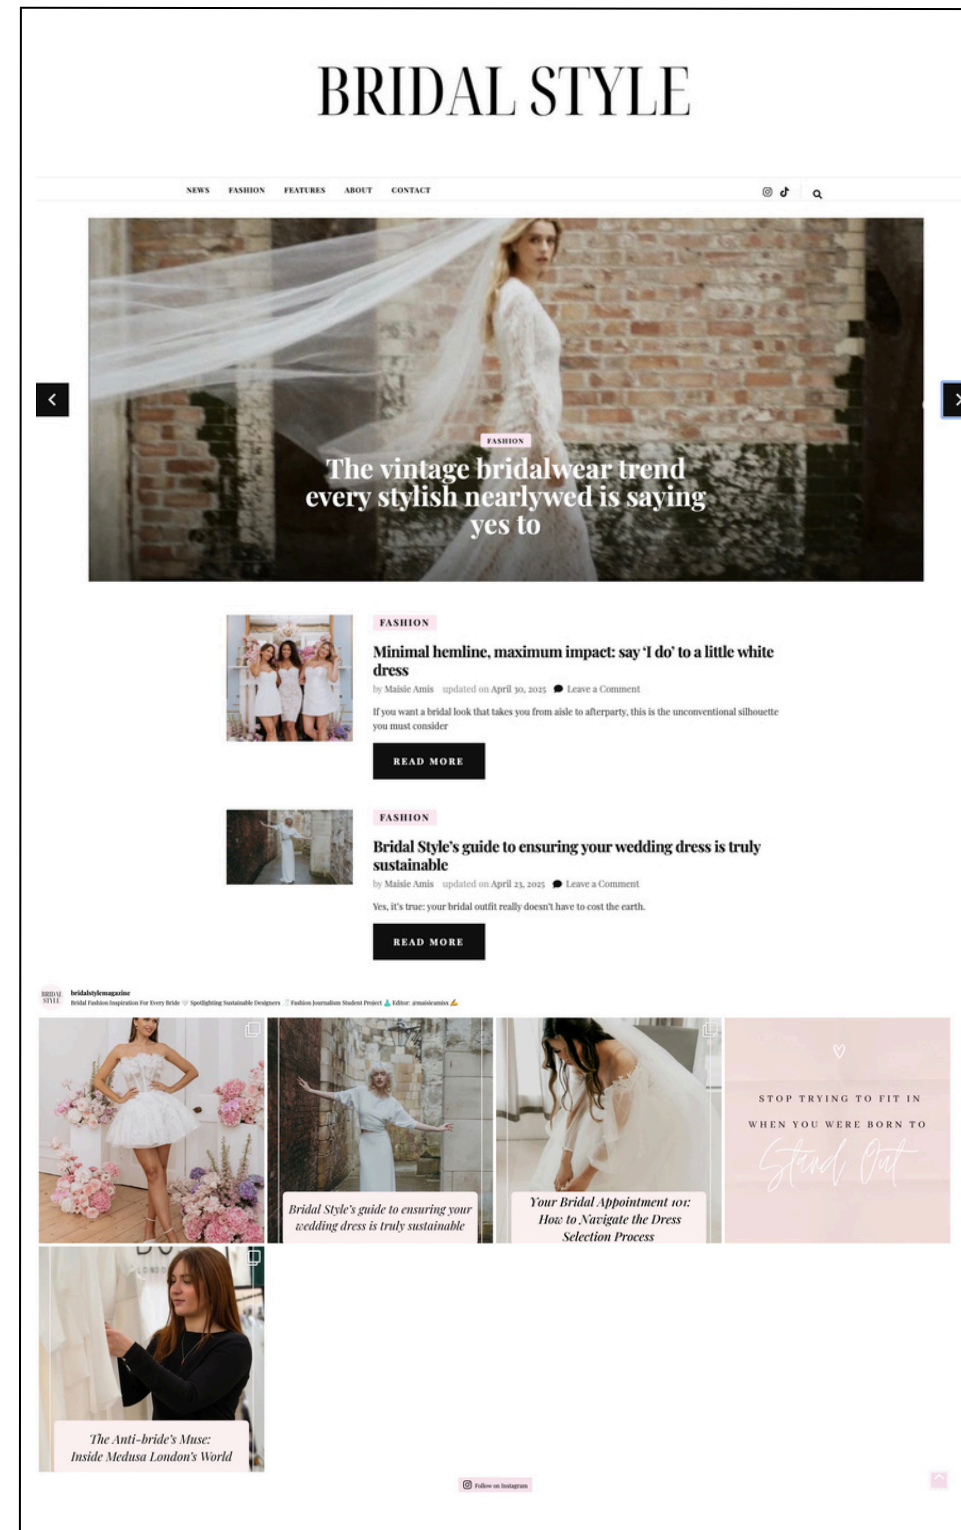 BRIDAL STYLE
NEWS FASHION FEATURES ABOUT CONTACT
FASHION
The vintage bridalwear trend
every stylish nearlywed is saying
yes to
FASHION
Minimal hemline, maximum impact: say ‘I do’ to a little white
dress
by Maisie Amis updated on April 30, 2025 Leave a Comment
If you want a bridal look that takes you from aisle to afterparty, this is the unconventional silhouette
you must consider
READ MORE
FASHION
Bridal Style’s guide to ensuring your wedding dress is truly
sustainable
by Maisie Amis updated on April 23, 2025 Leave a Comment
Yes, it’s true: your bridal outfit really doesn’t have to cost the earth.
READ MORE
BRIDAL
STYLE
bridalstylemagazine
Bridal Fashion Inspiration For Every Bride 🤍 Spotlighting Sustainable Designers Fashion Journalism Student Project Editor: @maisieamisx ✍️
STOP TRYING TO FIT IN
WHEN YOU WERE BORN TO
Stand Out
Bridal Style’s guide to ensuring your
wedding dress is truly sustainable
Your Bridal Appointment 101:
How to Navigate the Dress
Selection Process
LONDO
The Anti-bride’s Muse:
Inside Medusa London’s World
Follow on Instagram